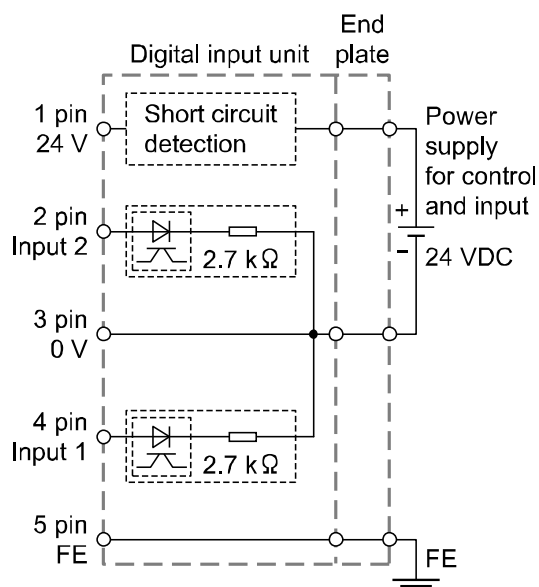 End
plate
Digital input unit
1 pin
24 V
Short circuit
detection
Power
supply
for control
and input
+
−
24 VDC
2 pin
Input 2
2.7 kΩ
3 pin
0 V
4 pin
Input 1
2.7 kΩ
5 pin
FE
FE